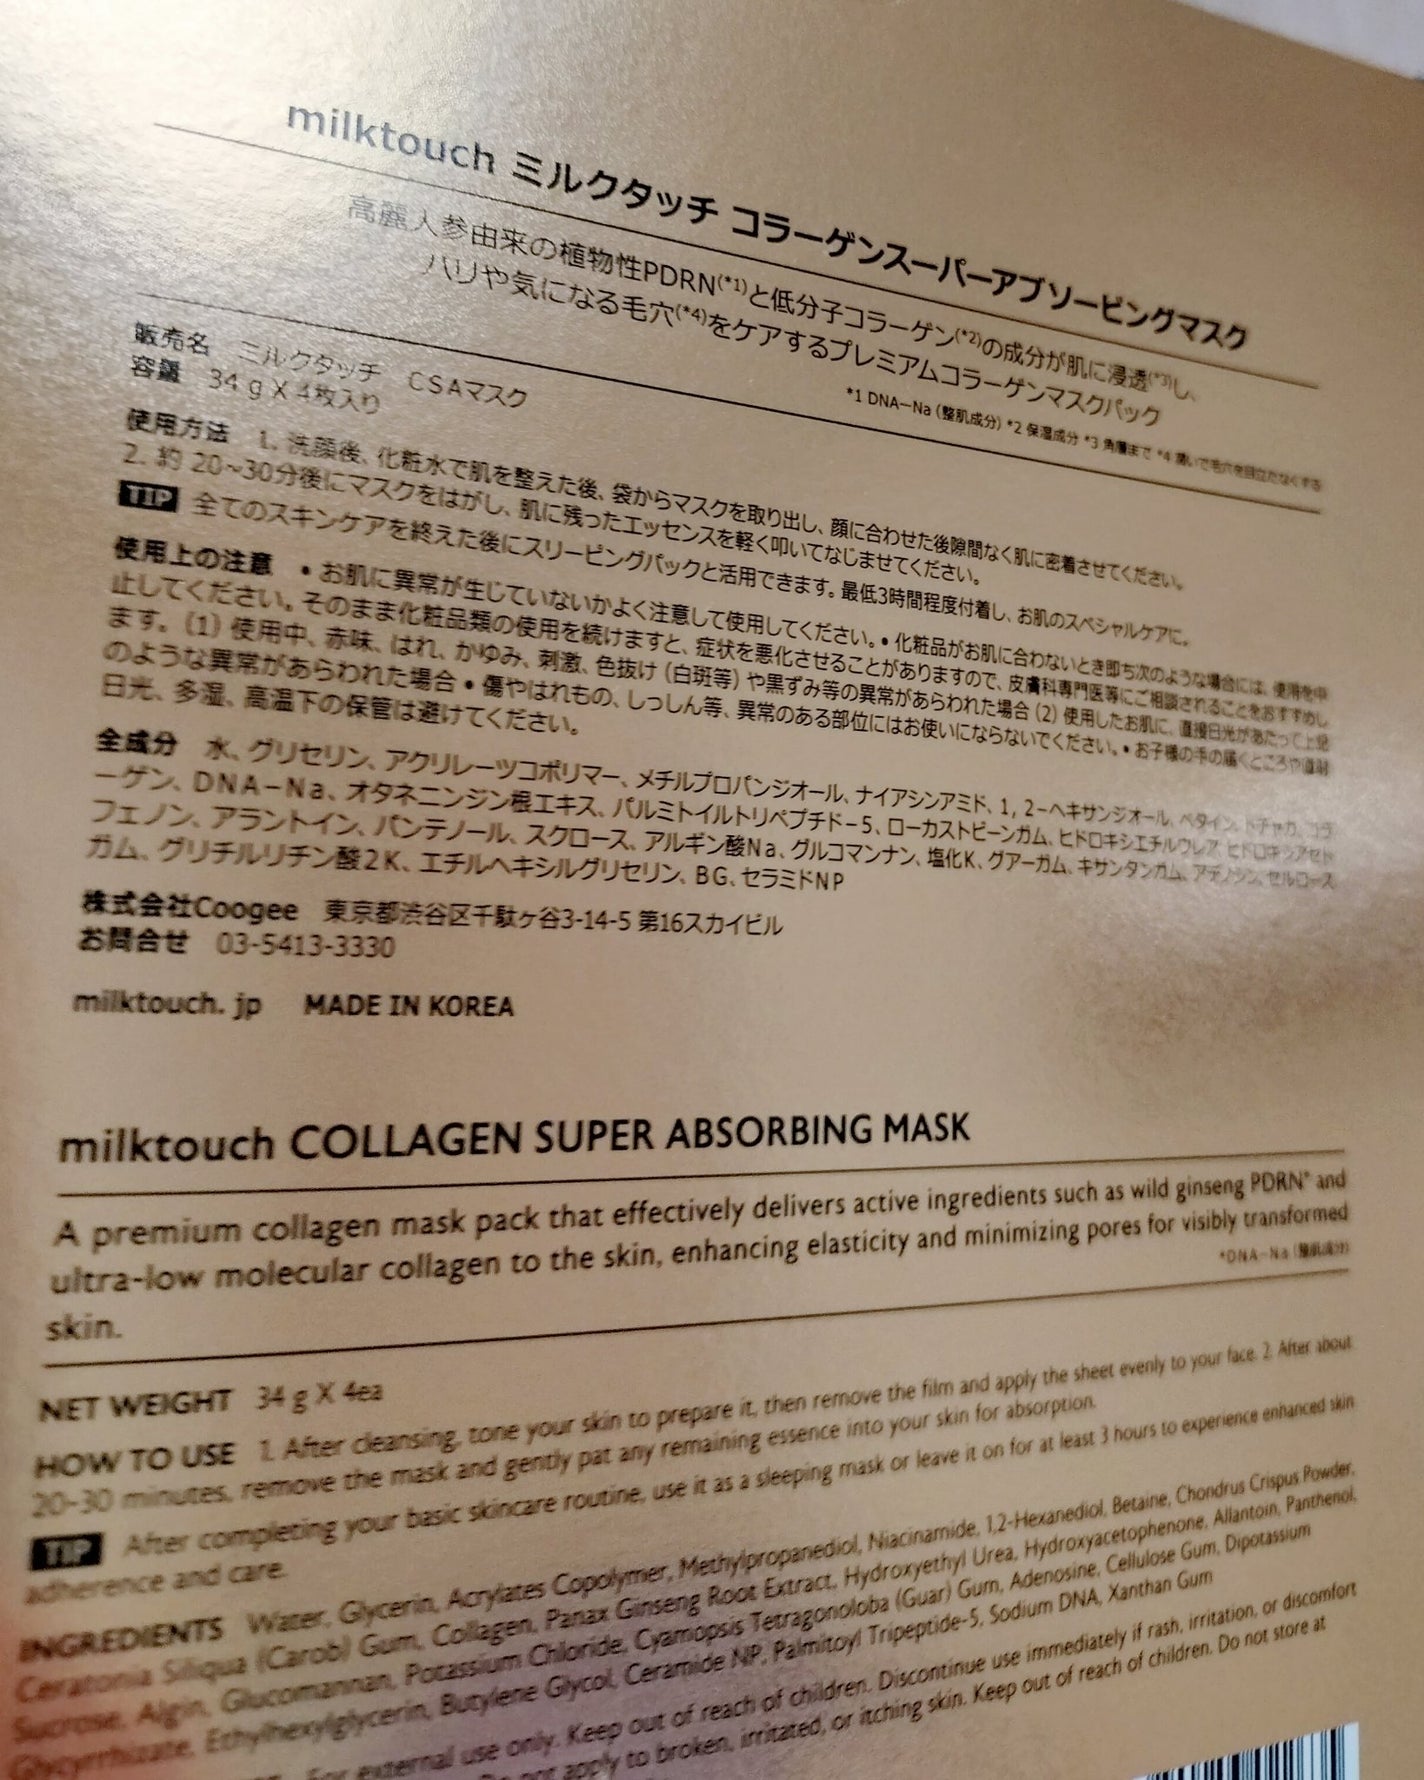 milktouch ミルクタッチ コラーゲンスーパーアブソービングマスク
高麗人参由来の植物性PDRN(*1)と低分子コラーゲン(*2)の成分が肌に浸透(*3)し、
ハリや気になる毛穴(*4)をケアするプレミアムコラーゲンマスクパック
*1 DNA-Na (整肌成分) *2 保湿成分 *3 角層まで *4 潤いで毛穴を目立たなくする
販売名 ミルクタッチ CSAマスク
容量 34 g X 4枚入り
使用方法 1. 洗顔後、化粧水で肌を整えた後、袋からマスクを取り出し、顔に合わせた後隙間なく肌に密着させてください。
2. 約 20~30分後にマスクをはがし、肌に残ったエッセンスを軽く叩いてなじませてください。
TIP 全てのスキンケアを終えた後にスリーピングパックと活用できます。最低3時間程度付着し、お肌のスペシャルケアに。
使用上の注意 • お肌に異常が生じていないかよく注意して使用してください。• 化粧品がお肌に合わないとき即ち次のような場合には、使用を中
止してください。そのまま化粧品類の使用を続けますと、症状を悪化させることがありますので、皮膚科専門医等にご相談されることをおすすめし
ます。(1) 使用中、赤味、はれ、かゆみ、刺激、色抜け (白斑等) や黒ずみ等の異常があらわれた場合 (2) 使用したお肌に、直接日光があたって上記
のような異常があらわれた場合 • 傷やはれもの、しっしん等、異常のある部位にはお使いにならないでください。• お子様の手の届くところや直射
日光、多湿、高温下の保管は避けてください。
全成分 水、グリセリン、アクリレーツコポリマー、メチルプロパンジオール、ナイアシンアミド、1, 2-ヘキサンジオール、ベタイン、トチャカ、コラ
ーゲン、DNA-Na、オタネニンジン根エキス、パルミトイルトリペプチド-5、ローカストビーンガム、ヒドロキシエチルウレア、ヒドロキシアセト
フェノン、アラントイン、パンテノール、スクロース、アルギン酸Na、グルコマンナン、塩化K、グアーガム、キサンタンガム、アデノシン、セルロース
ガム、グリチルリチン酸2K、エチルヘキシルグリセリン、BG、セラミドNP
株式会社Coogee 東京都渋谷区千駄ヶ谷3-14-5 第16スカイビル
お問合せ 03-5413-3330
milktouch. jp MADE IN KOREA
milktouch COLLAGEN SUPER ABSORBING MASK
A premium collagen mask pack that effectively delivers active ingredients such as wild ginseng PDRN* and
ultra-low molecular collagen to the skin, enhancing elasticity and minimizing pores for visibly transformed
skin.
*DNA-Na (整肌成分)
NET WEIGHT 34 g X 4ea
HOW TO USE 1. After cleansing, tone your skin to prepare it, then remove the film and apply the sheet evenly to your face. 2. After about
20-30 minutes, remove the mask and gently pat any remaining essence into your skin for absorption.
TIP After completing your basic skincare routine, use it as a sleeping mask or leave it on for at least 3 hours to experience enhanced skin
adherence and care.
INGREDIENTS Water, Glycerin, Acrylates Copolymer, Methylpropanediol, Niacinamide, 1,2-Hexanediol, Betaine, Chondrus Crispus Powder,
Ceratonia Siliqua (Carob) Gum, Collagen, Panax Ginseng Root Extract, Hydroxyethyl Urea, Hydroxyacetophenone, Allantoin, Panthenol,
Sucrose, Algin, Glucomannan, Potassium Chloride, Cyamopsis Tetragonoloba (Guar) Gum, Adenosine, Cellulose Gum, Dipotassium
Glycyrrhizate, Ethylhexylglycerin, Butylene Glycol, Ceramide NP, Palmitoyl Tripeptide-5, Sodium DNA, Xanthan Gum
For external use only. Keep out of reach of children. Discontinue use immediately if rash, irritation, or discomfort
not apply to broken, irritated, or itching skin. Keep out of reach of children. Do not store at